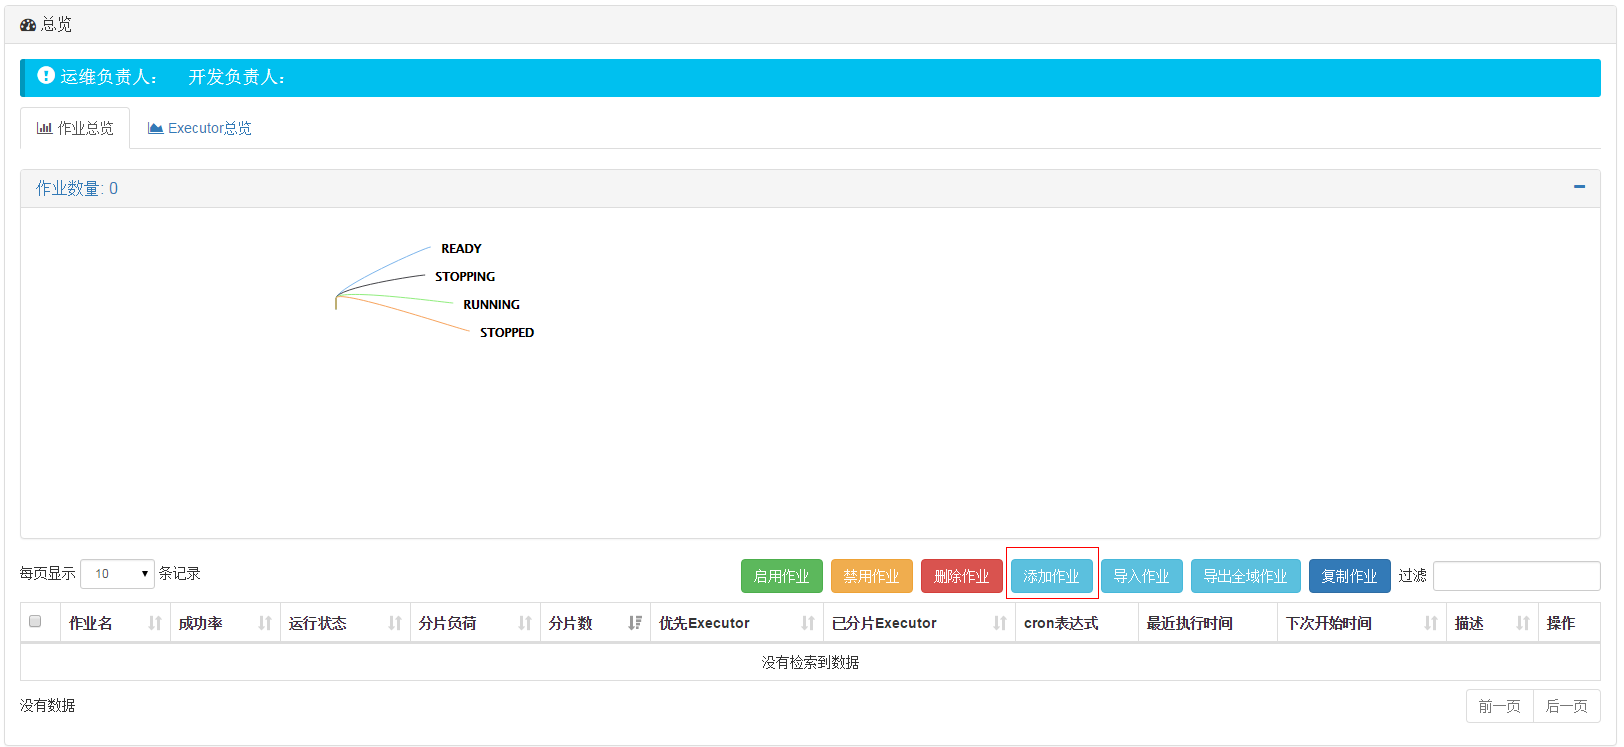 总览
运维负责人： 开发负责人：
作业总览 Executor总览
作业数量: 0
READY
STOPPING
RUNNING
STOPPED
每页显示 10 条记录 启用作业 禁用作业 删除作业 添加作业 导入作业 导出全域作业 复制作业 过滤
作业名 成功率 运行状态 分片负荷 分片数 优先Executor 已分片Executor cron表达式 最近执行时间 下次开始时间 描述 操作
没有检索到数据
没有数据 前一页 后一页